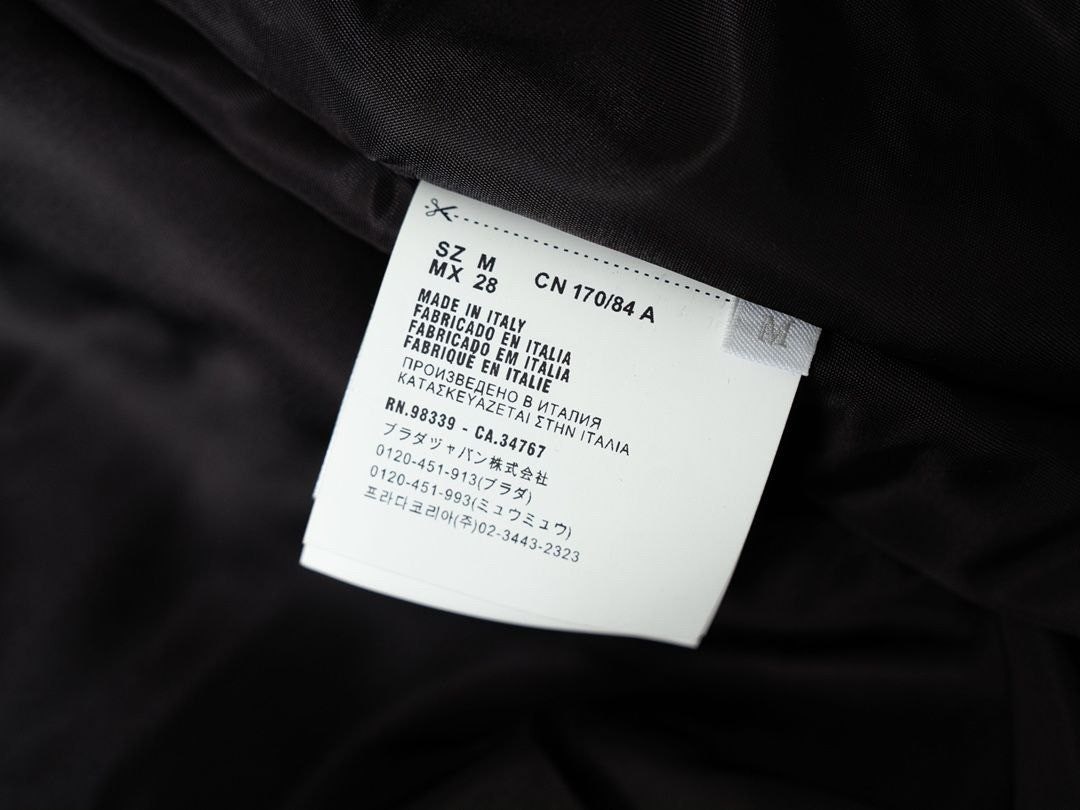 SZ M
MX 28
CN 170/84 A
M
MADE IN ITALY
FABRICADO EN ITALIA
FABRICADO EM ITALIA
FABRIQUÉ EN ITALIE
ПРОИЗВЕДЕНО В ИТАЛИЯ
ΚΑΤΑΣΚΕΥΑΖΕΤΑΙ ΣΤΗΝ ΙΤΑΛΙΑ
RN.98339 - CA.34767
プラダヅャパン株式会社
0120-451-913(プラダ)
0120-451-993(ミュウミュウ)
프라다코리아(주)02-3443-2323